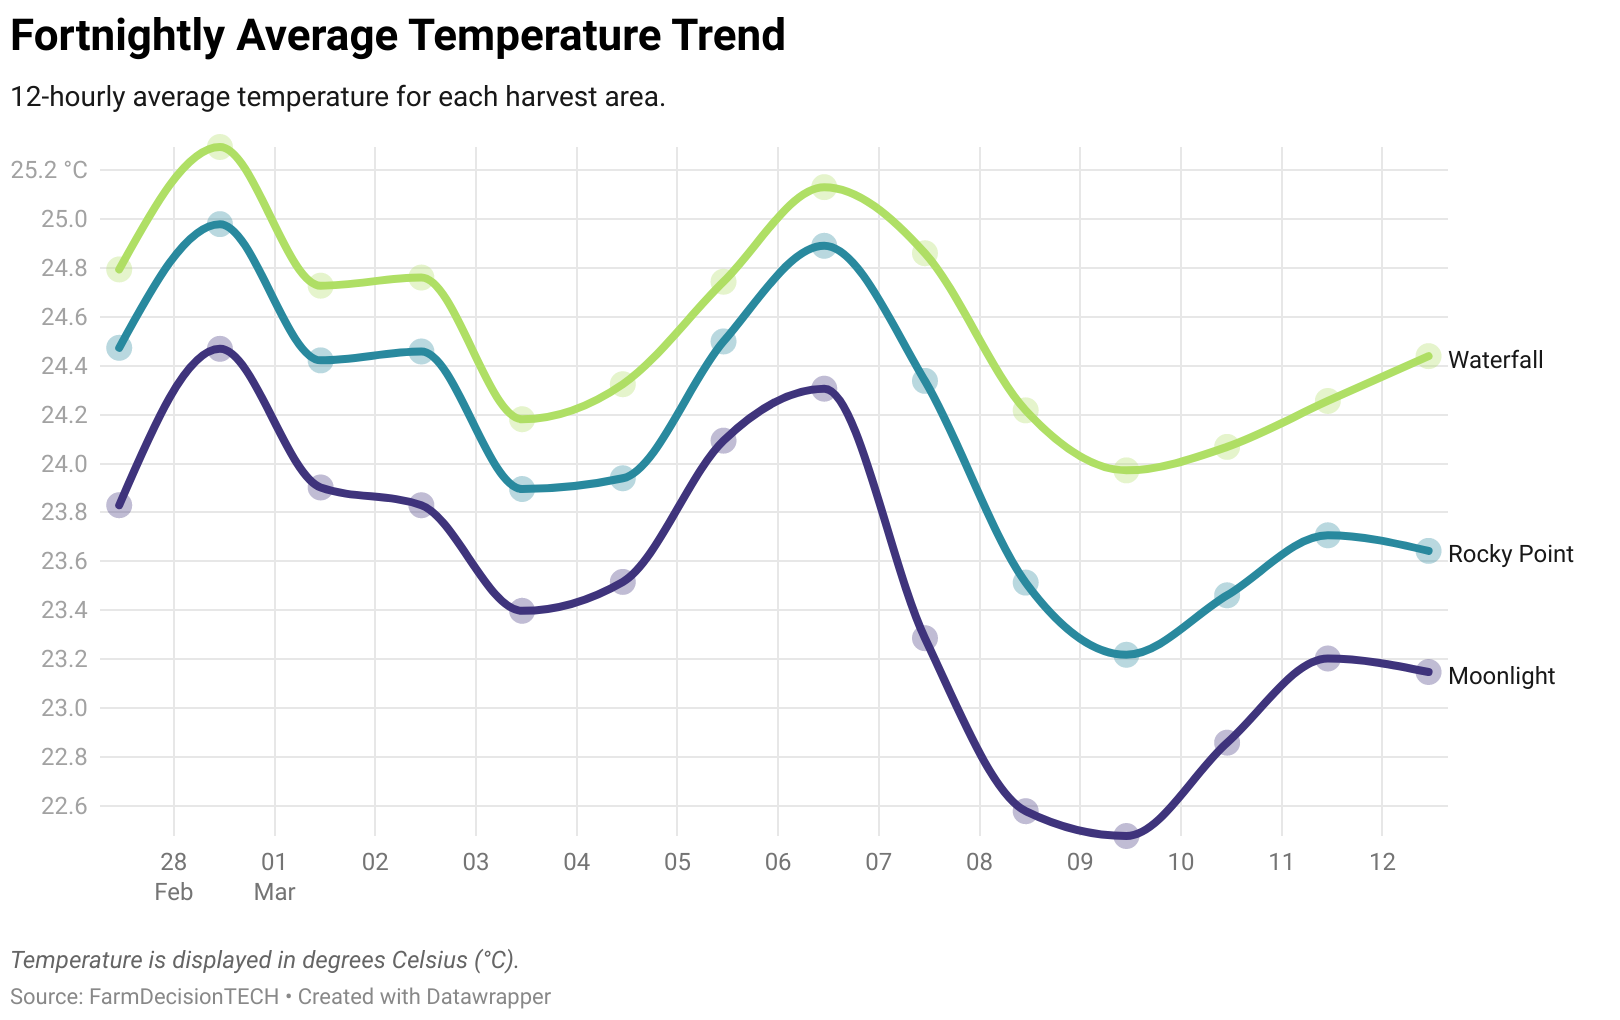 Fortnightly Average Temperature Trend
12-hourly average temperature for each harvest area.
25.2 °C
25.0
24.8
24.6
24.4
24.2
24.0
23.8
23.6
23.4
23.2
23.0
22.8
22.6
Waterfall
Rocky Point
Moonlight
28 01 02 03 04 05 06 07 08 09 10 11 12
Feb Mar
Temperature is displayed in degrees Celsius (°C).
Source: FarmDecisionTECH • Created with Datawrapper